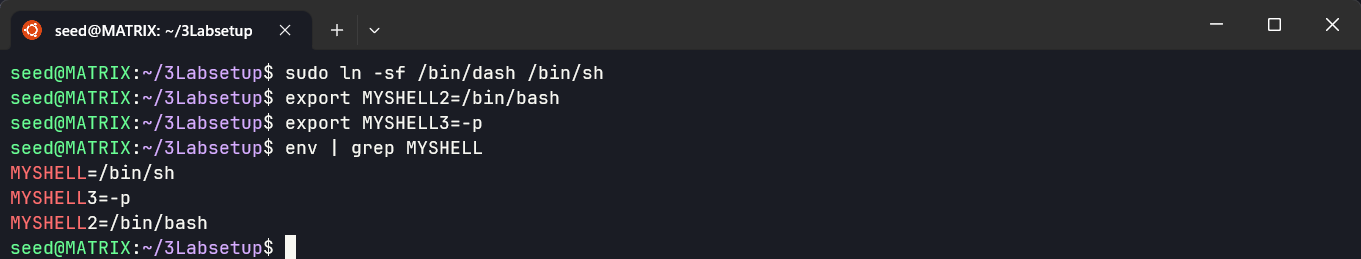 seed@MATRIX: ~/3Labsetup
seed@MATRIX:~/3Labsetup$ sudo ln -sf /bin/dash /bin/sh
seed@MATRIX:~/3Labsetup$ export MYSHELL2=/bin/bash
seed@MATRIX:~/3Labsetup$ export MYSHELL3=-p
seed@MATRIX:~/3Labsetup$ env | grep MYSHELL
MYSHELL=/bin/sh
MYSHELL3=-p
MYSHELL2=/bin/bash
seed@MATRIX:~/3Labsetup$